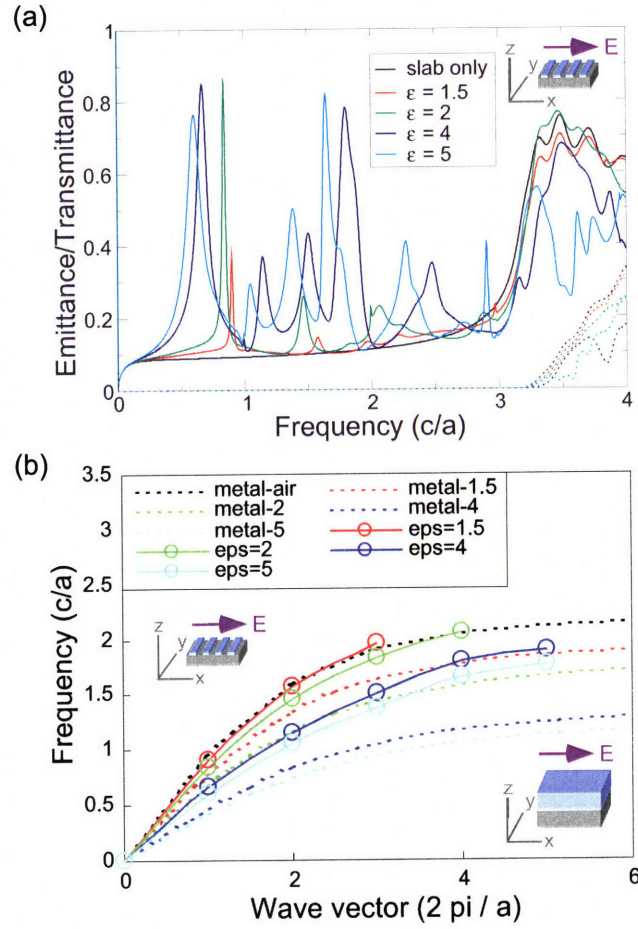 (a)
Emittance/Transmittance
1
0.8
0.6
0.4
0.2
0
0
1
2
3
4
Frequency (c/a)
slab only
ε = 1.5
ε = 2
ε = 4
ε = 5
z
y
x
E
(b)
Frequency (c/a)
3.5
3
2.5
2
1.5
1
0.5
0
0
2
4
6
Wave vector (2 pi / a)
metal-air
metal-1.5
metal-2
metal-4
metal-5
eps=1.5
eps=2
eps=4
eps=5
z
y
x
E
z
y
x
E